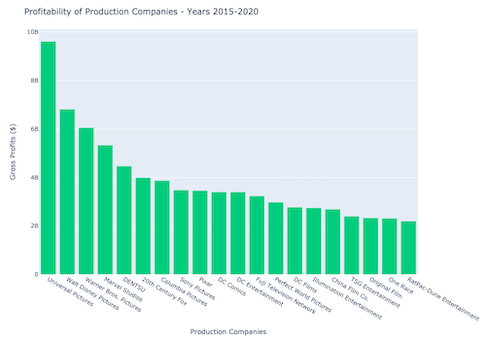 Profitability of Production Companies - Years 2015-2020
Gross Profits ($)
10B
8B
6B
4B
2B
0
Universal Pictures
Walt Disney Pictures
Warner Bros. Pictures
Marvel Studios
DENTSU
20th Century Fox
Columbia Pictures
Sony Pictures
Pixar
DC Comics
DC Entertainment
Fuji Television Network
Perfect World Pictures
DC Films
Illumination Entertainment
China Film Co.
TSG Entertainment
Original Film
One Race
RatPac-Dune Entertainment
Production Companies